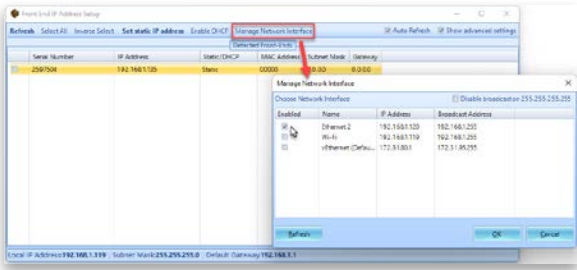 Front End IP Address Setup
Refresh Select All Inverse Select Set static IP address Enable DHCP Manage Network Interface Auto Refresh Show advanced settings
Detected Front-Ends
Serial Number IP Address Static/DHCP MAC Address Subnet Mask Gateway
2597504 192.168.1.135 Static 00000 0.0.0.0
Manage Network Interface
Choose Network Interface Disable broadcast on 255.255.255.255
Enabled Name IP Address Broadcast Address
Ethernet 2 192.168.1.120 192.168.1.255
Wi-Fi 192.168.1.119 192.168.1.255
vEthernet (Defau... 172.31.80.1 172.31.95.255
Refresh OK Cancel
Local IP Address:192.168.1.119 , Subnet Mask:255.255.255.0 , Default Gateway:192.168.1.1